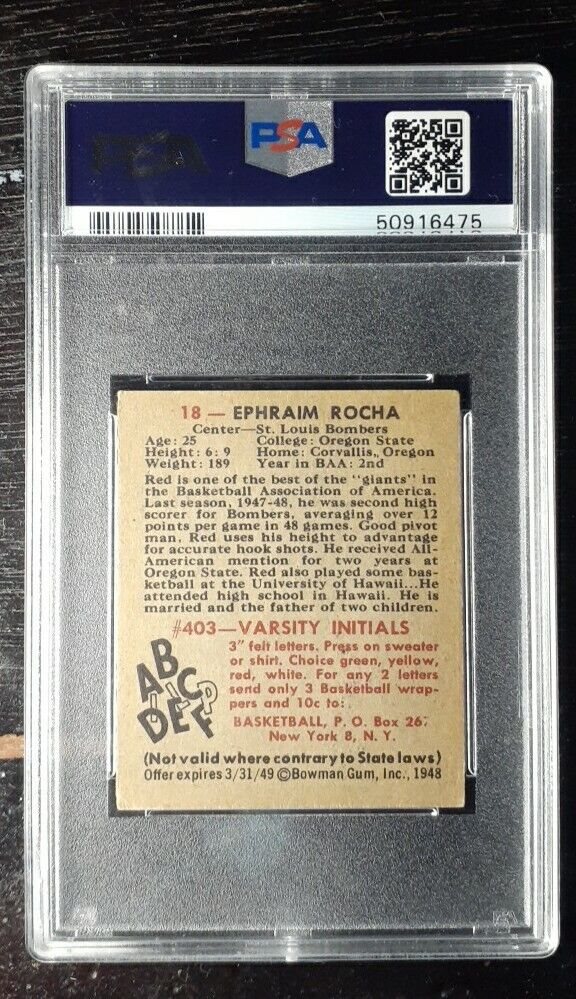 PSA
PSA
50916475
18 — EPHRAIM ROCHA
Center—St. Louis Bombers
Age: 25 College: Oregon State
Height: 6: 9 Home: Corvallis, Oregon
Weight: 189 Year in BAA: 2nd
Red is one of the best of the "giants" in
the Basketball Association of America.
Last season, 1947-48, he was second high
scorer for Bombers, averaging over 12
points per game in 48 games. Good pivot
man, Red uses his height to advantage
for accurate hook shots. He received All-
American mention for two years at
Oregon State. Red also played some bas-
ketball at the University of Hawaii...He
attended high school in Hawaii. He is
married and the father of two children.
#403—VARSITY INITIALS
3" felt letters. Press on sweater
or shirt. Choice green, yellow,
red, white. For any 2 letters
send only 3 Basketball wrap-
pers and 10c to:
BASKETBALL, P. O. Box 26
New York 8, N. Y.
(Not valid where contrary to State laws)
Offer expires 3/31/49 ©Bowman Gum, Inc., 1948